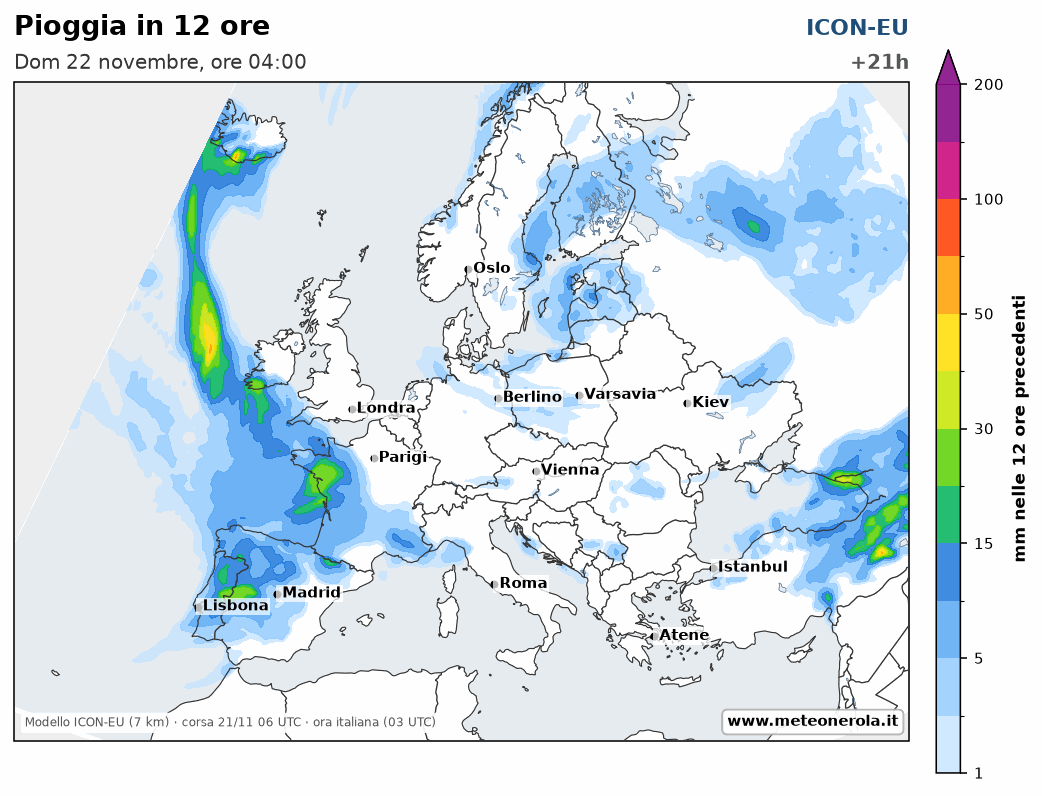 Pioggia in 12 ore
ICON-EU
Dom 22 novembre, ore 04:00
+21h
200
100
50
30
15
5
1
mm nelle 12 ore precedenti
Oslo
Londra
Berlino
Varsavia
Kiev
Parigi
Vienna
Istanbul
Roma
Madrid
Lisbona
Atene
Modello ICON-EU (7 km) · corsa 21/11 06 UTC · ora italiana (03 UTC)
www.meteonerola.it